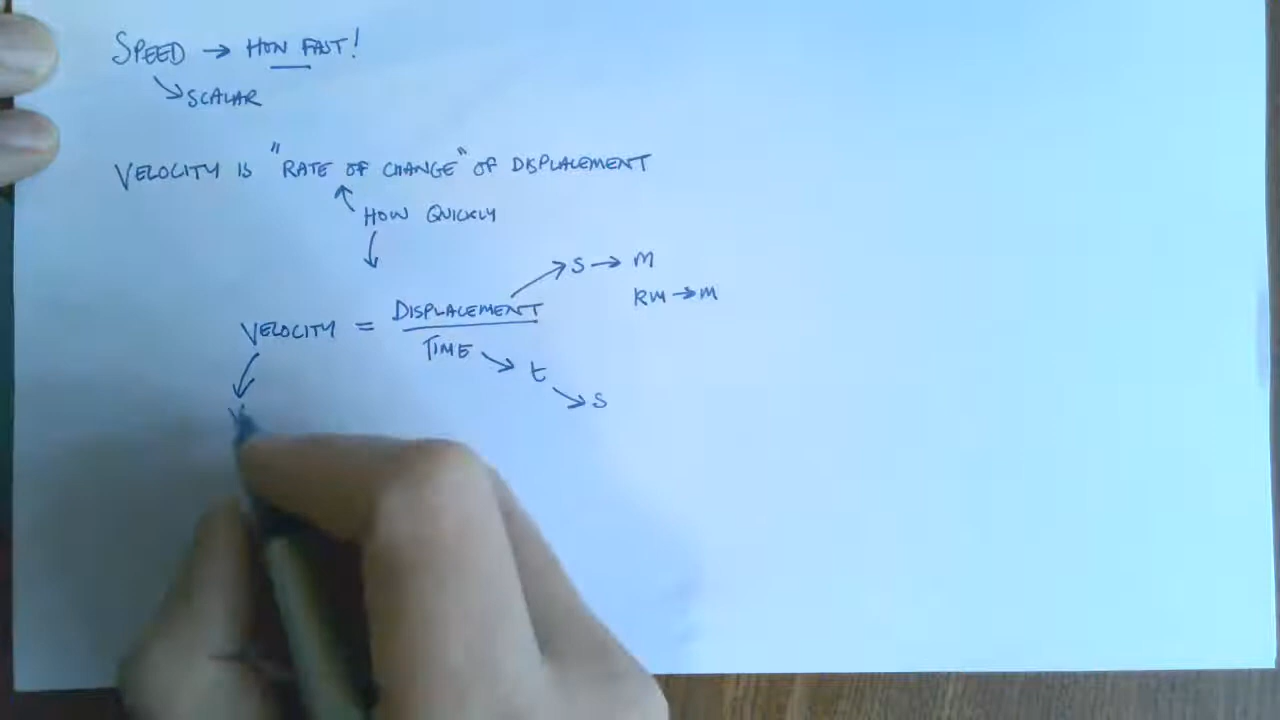 SPEED → HOW FAST!
SCALAR
VELOCITY IS "RATE OF CHANGE" OF DISPLACEMENT
HOW QUICKLY
S → M
KM → M
VELOCITY = DISPLACEMENT
TIME
t
S
V